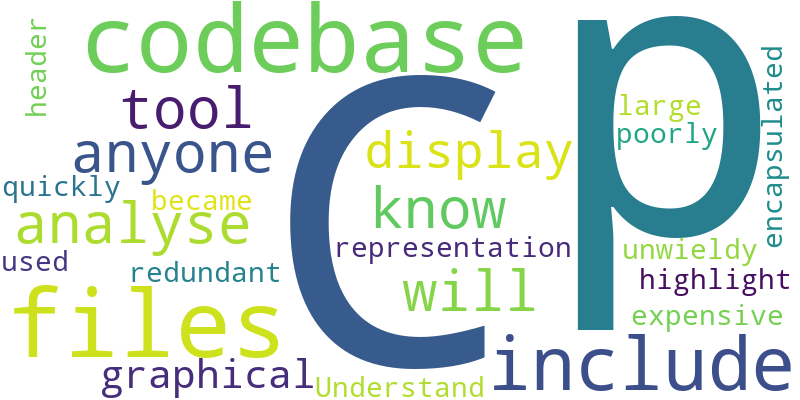 codebase
header
tool
anyone
C
p
large
poorly
encapsulated
display
quickly
became
know
analyse
representation
unwieldy
used
redundant
highlight
will
files
expensive
include
graphical
Understand